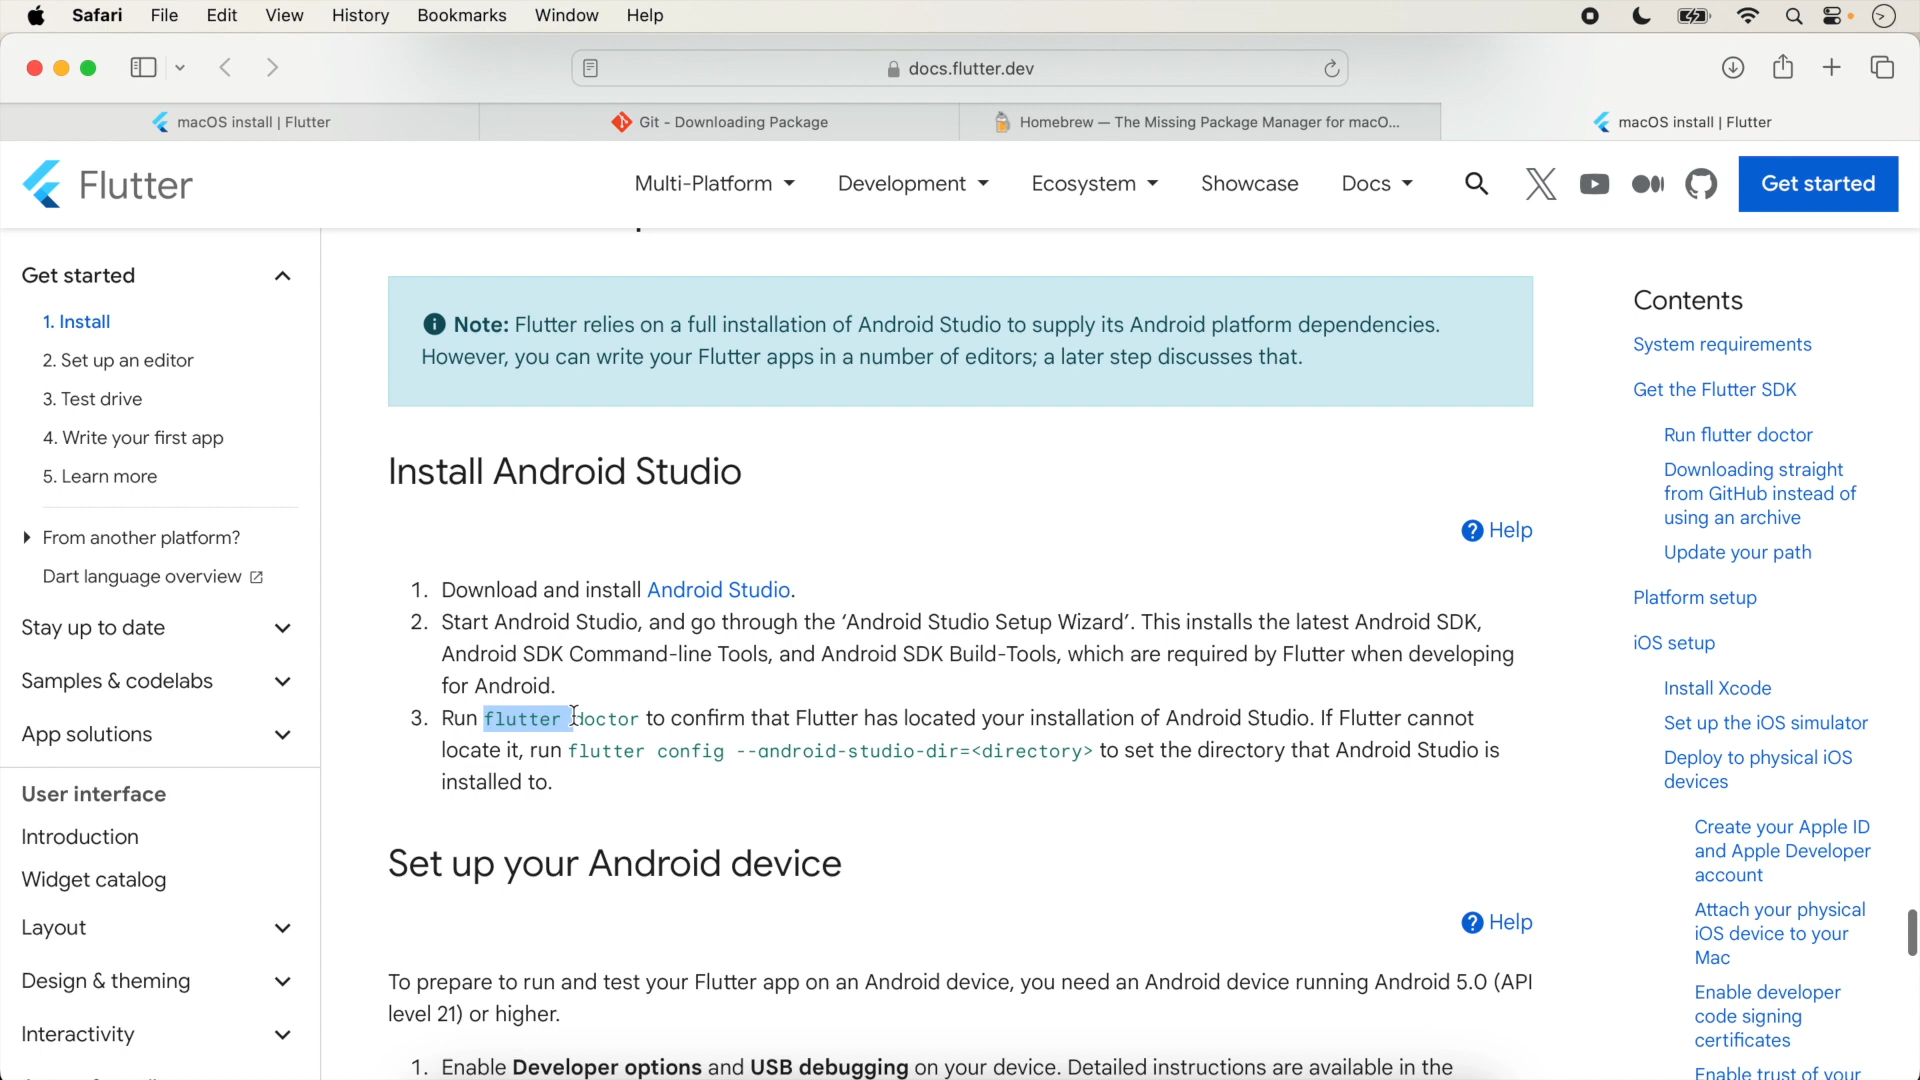 Safari File Edit View History Bookmarks Window Help
docs.flutter.dev
macOS install | Flutter
Git - Downloading Package
Homebrew — The Missing Package Manager for macO...
macOS install | Flutter
Flutter
Multi-Platform Development Ecosystem Showcase Docs
Get started
Get started
1. Install
2. Set up an editor
3. Test drive
4. Write your first app
5. Learn more
From another platform?
Dart language overview
Stay up to date
Samples & codelabs
App solutions
User interface
Introduction
Widget catalog
Layout
Design & theming
Interactivity
Note: Flutter relies on a full installation of Android Studio to supply its Android platform dependencies.
However, you can write your Flutter apps in a number of editors; a later step discusses that.
Install Android Studio
Help
1. Download and install Android Studio.
2. Start Android Studio, and go through the ‘Android Studio Setup Wizard’. This installs the latest Android SDK,
Android SDK Command-line Tools, and Android SDK Build-Tools, which are required by Flutter when developing
for Android.
3. Run flutter doctor to confirm that Flutter has located your installation of Android Studio. If Flutter cannot
locate it, run flutter config --android-studio-dir=<directory> to set the directory that Android Studio is
installed to.
Set up your Android device
Help
To prepare to run and test your Flutter app on an Android device, you need an Android device running Android 5.0 (API
level 21) or higher.
1. Enable Developer options and USB debugging on your device. Detailed instructions are available in the
Contents
System requirements
Get the Flutter SDK
Run flutter doctor
Downloading straight
from GitHub instead of
using an archive
Update your path
Platform setup
iOS setup
Install Xcode
Set up the iOS simulator
Deploy to physical iOS
devices
Create your Apple ID
and Apple Developer
account
Attach your physical
iOS device to your
Mac
Enable developer
code signing
certificates
Enable trust of your